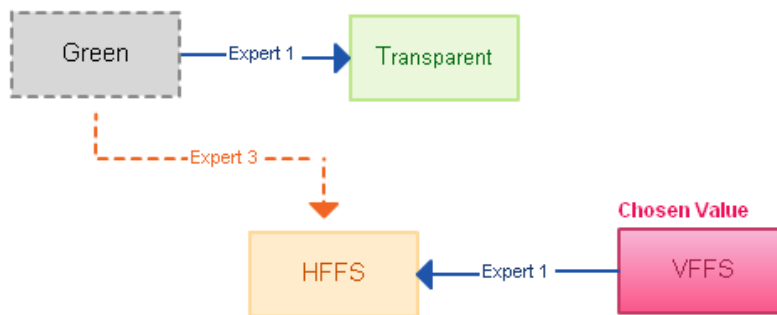 Green
Expert 1
Transparent
Expert 3
Chosen Value
HFFS
Expert 1
VFFS